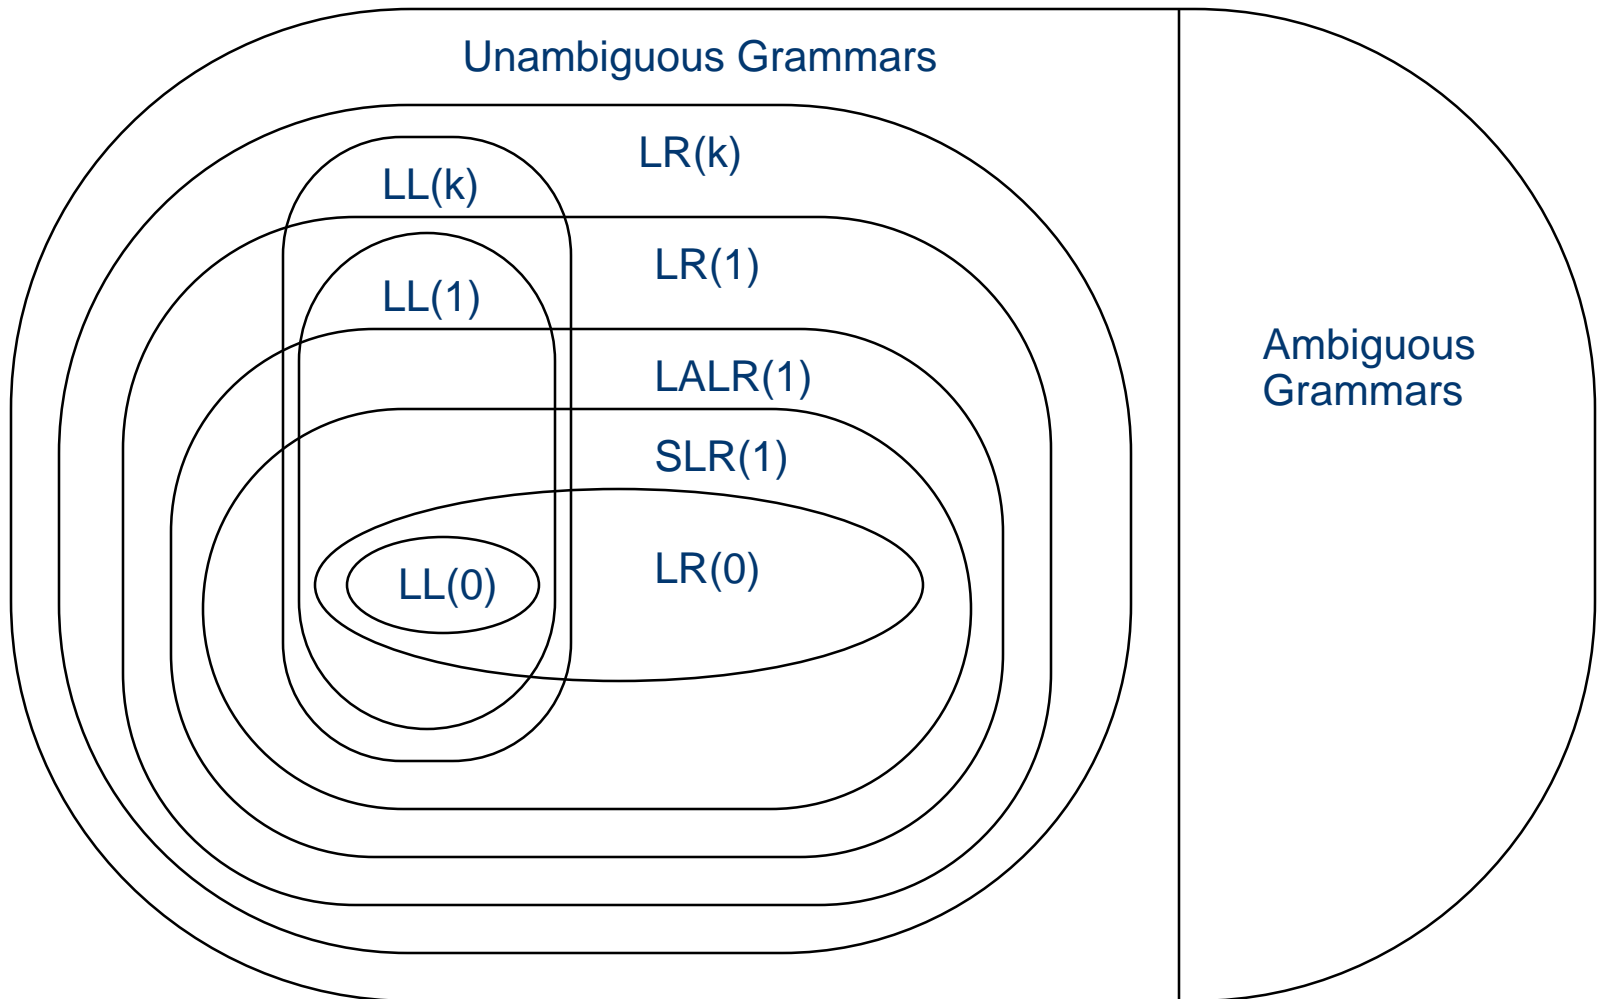 Unambiguous Grammars
LR(k)
LL(k)
LR(1)
LL(1)
Ambiguous
Grammars
LALR(1)
SLR(1)
LR(0)
LL(0)